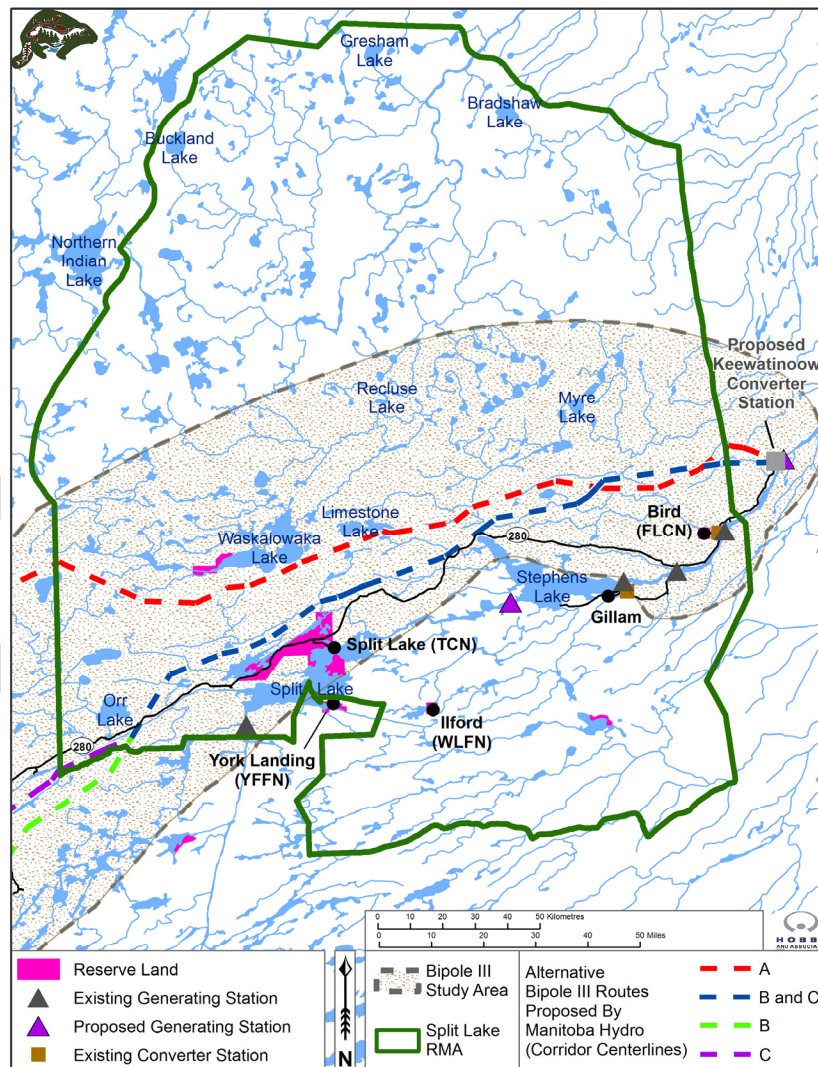 Gresham
Lake
Bradshaw
Lake
Buckland
Lake
Northern
Indian
Lake
Proposed
Keewatinoow
Converter
Station
Recluse
Lake
Myre
Lake
Limestone
Lake
Waskaiowaka
Lake
Bird
(FLCN)
280
Stephens
Lake
Gillam
Split Lake (TCN)
Split Lake
Orr
Lake
Ilford
(WLFN)
280
York Landing
(YFFN)
0 10 20 30 40 50 Kilometres
0 10 20 30 40 50 Miles
HOBB
AND ASSOCIA
Reserve Land
Existing Generating Station
Proposed Generating Station
Existing Converter Station
N
Bipole III
Study Area
Split Lake
RMA
Alternative
Bipole III Routes
Proposed By
Manitoba Hydro
(Corridor Centerlines)
A
B and C
B
C